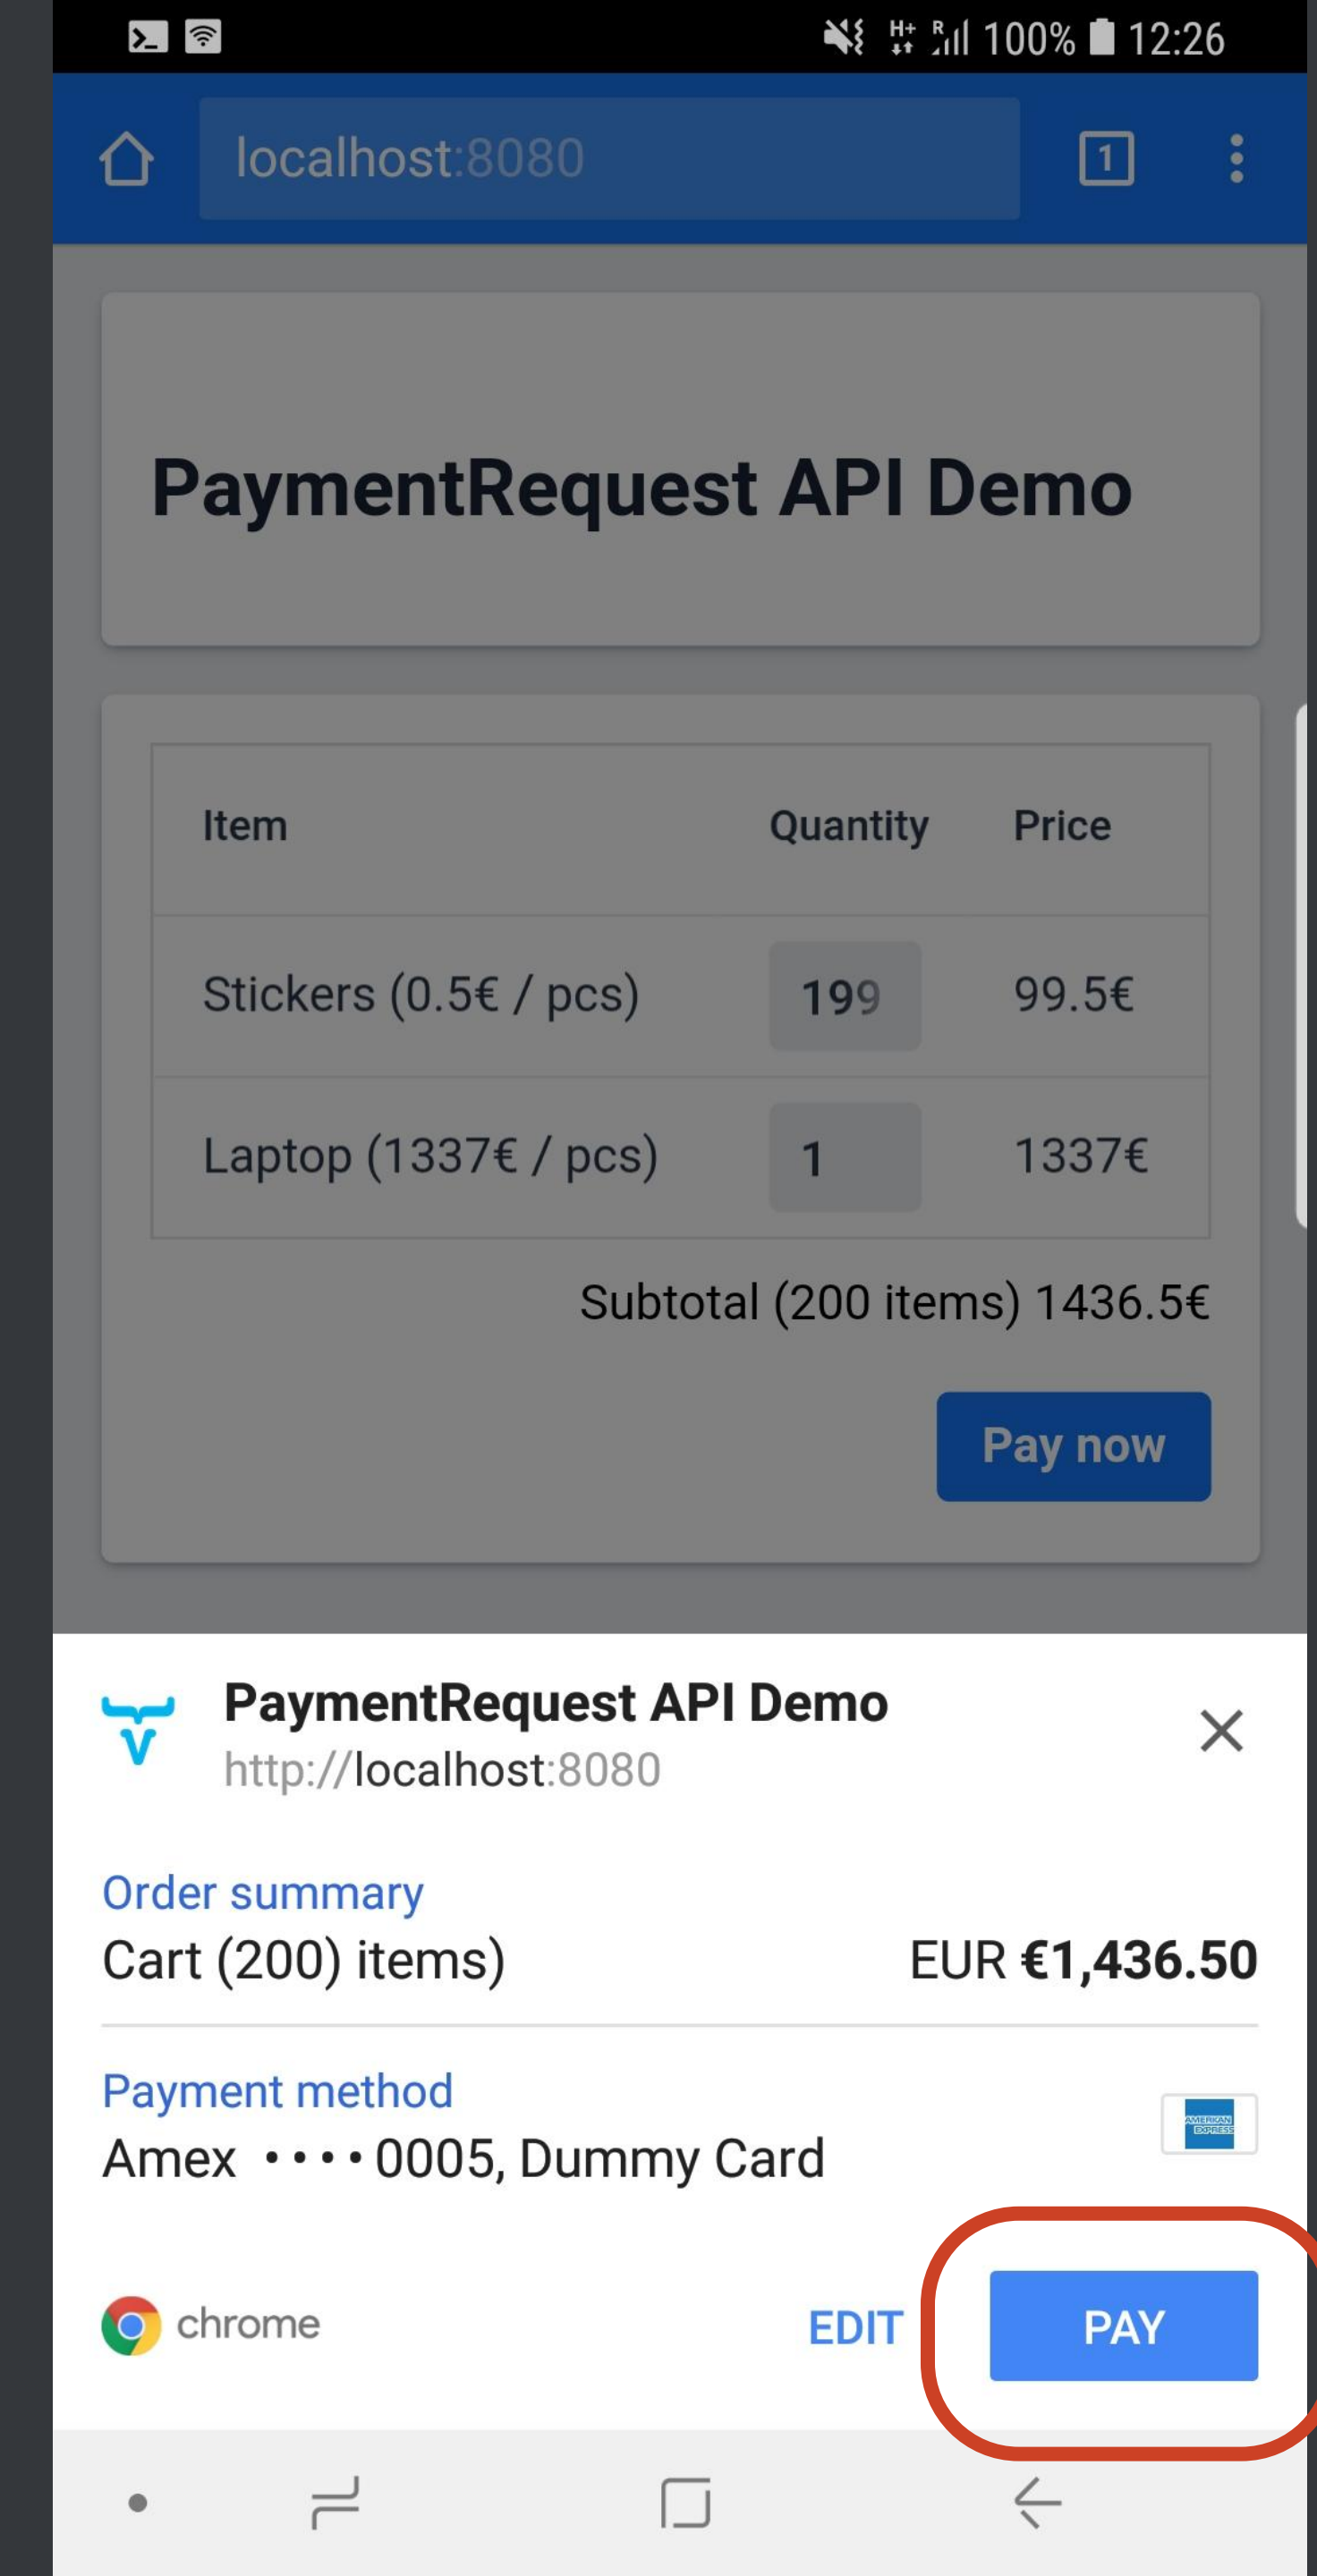 H+ R 100% 12:26
localhost:8080 1
PaymentRequest API Demo
Item Quantity Price
Stickers (0.5€ / pcs) 199 99.5€
Laptop (1337€ / pcs) 1 1337€
Subtotal (200 items) 1436.5€
Pay now
PaymentRequest API Demo
http://localhost:8080
Order summary
Cart (200) items) EUR €1,436.50
Payment method
AMERICAN
EXPRESS
Amex ････0005, Dummy Card
chrome EDIT PAY